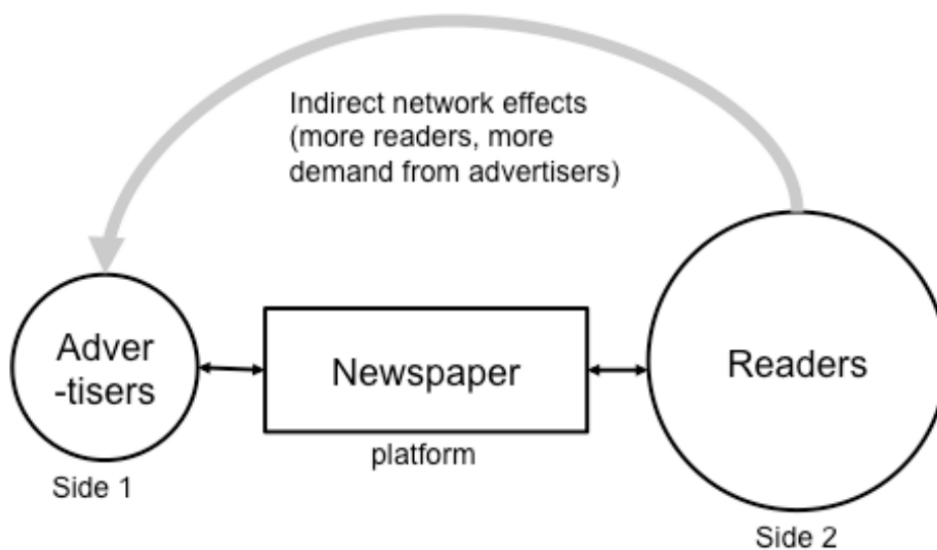 Indirect network effects
(more readers, more
demand from advertisers)
Adver
-tisers
Newspaper
Readers
platform
Side 1
Side 2